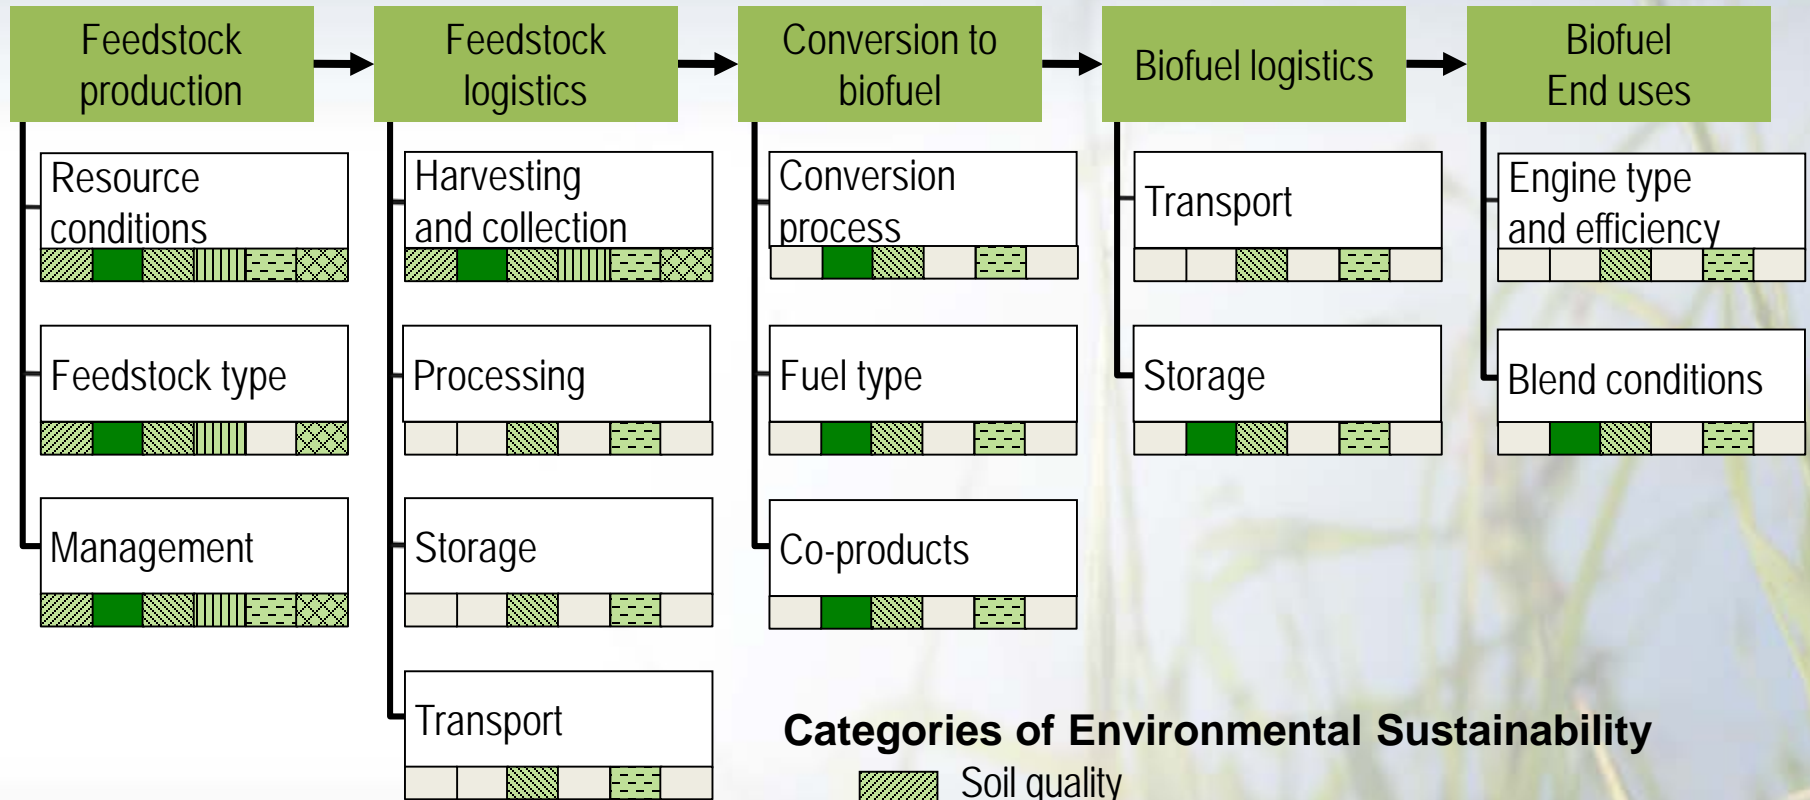 Feedstock
production
Feedstock
logistics
Conversion to
biofuel
Biofuel logistics
Biofuel
End uses
Resource
conditions
Feedstock type
Management
Harvesting
and collection
Processing
Storage
Transport
Conversion
process
Fuel type
Co-products
Transport
Storage
Engine type
and efficiency
Blend conditions
Categories of Environmental Sustainability
Soil quality